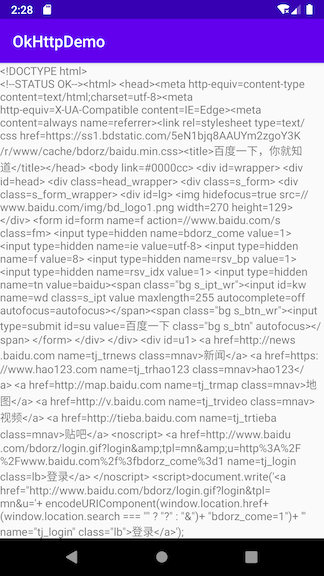 2:28
OkHttpDemo
<!DOCTYPE html>
<!--STATUS OK--><html> <head><meta http-equiv=content-type
content=text/html;charset=utf-8><meta
http-equiv=X-UA-Compatible content=IE=Edge><meta
content=always name=referrer><link rel=stylesheet type=text/
css href=https://ss1.bdstatic.com/5eN1bjq8AAUYm2zgoY3K
/r/www/cache/bdorz/baidu.min.css><title>百度一下，你就知
道</title></head> <body link=#0000cc> <div id=wrapper> <div
id=head> <div class=head_wrapper> <div class=s_form> <div
class=s_form_wrapper> <div id=lg> <img hidefocus=true src=//
www.baidu.com/img/bd_logo1.png width=270 height=129>
</div> <form id=form name=f action=//www.baidu.com/s
class=fm> <input type=hidden name=bdorz_come value=1>
<input type=hidden name=ie value=utf-8> <input type=hidden
name=f value=8> <input type=hidden name=rsv_bp value=1>
<input type=hidden name=rsv_idx value=1> <input type=hidden
name=tn value=baidu><span class="bg s_ipt_wr"><input id=kw
name=wd class=s_ipt value maxlength=255 autocomplete=off
autofocus=autofocus></span><span class="bg s_btn_wr"><input
type=submit id=su value=百度一下 class="bg s_btn" autofocus></
span> </form> </div> </div> <div id=u1> <a href=http://news
.baidu.com name=tj_trnews class=mnav>新闻</a> <a href=https:
//www.hao123.com name=tj_trhao123 class=mnav>hao123</
a> <a href=http://map.baidu.com name=tj_trmap class=mnav>地
图</a> <a href=http://v.baidu.com name=tj_trvideo class=mnav>
视频</a> <a href=http://tieba.baidu.com name=tj_trtieba
class=mnav>贴吧</a> <noscript> <a href=http://www.baidu
.com/bdorz/login.gif?login&amp;tpl=mn&amp;u=http%3A%2F
%2Fwww.baidu.com%2f%3fbdorz_come%3d1 name=tj_login
class=lb>登录</a> </noscript> <script>document.write('<a
href="http://www.baidu.com/bdorz/login.gif?login&tpl=
mn&u='+ encodeURIComponent(window.location.href+
(window.location.search === "" ? "?" : "&")+ "bdorz_come=1")+ '"
name="tj_login" class="lb">登录</a>');